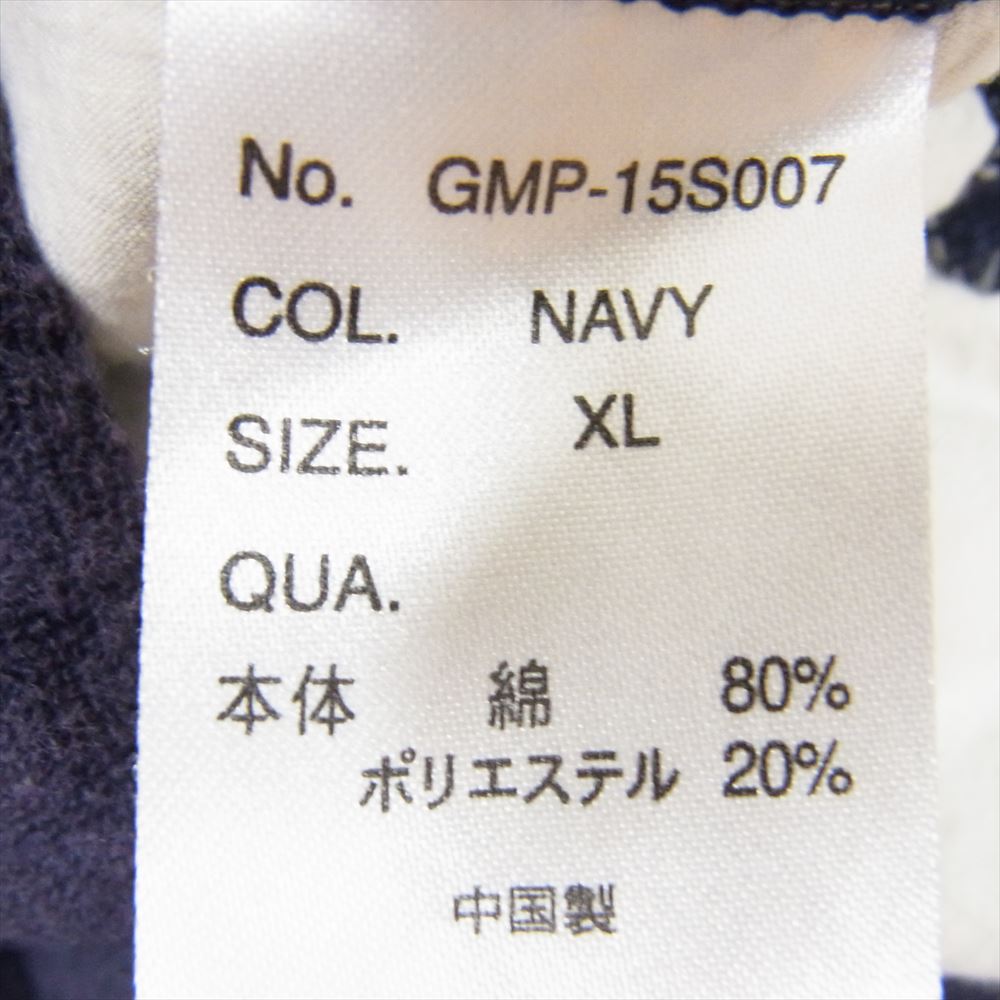 No. GMP-15S007
COL. NAVY
SIZE. XL
QUA.
本体 綿 80%
ポリエステル 20%
中国製